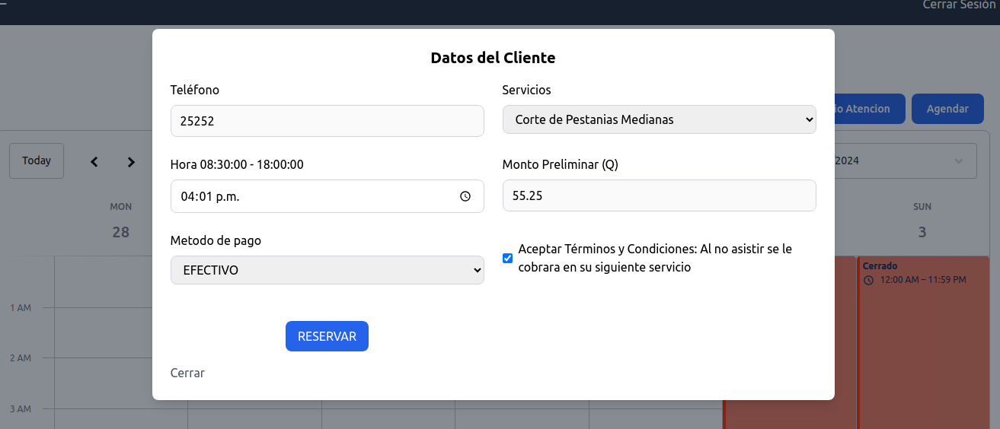 Cerrar Sesión
Datos del Cliente
Teléfono
Servicios
25252
Corte de Pestanias Medianas
io Atencion
Agendar
Hora 08:30:00 - 18:00:00
Monto Preliminar (Q)
Today
04:01 p.m.
55.25
/2024
MON
28
SUN
3
Metodo de pago
EFECTIVO
Aceptar Términos y Condiciones: Al no asistir se le
cobrara en su siguiente servicio
Cerrado
12:00 AM – 11:59 PM
1 AM
RESERVAR
2 AM
Cerrar
3 AM